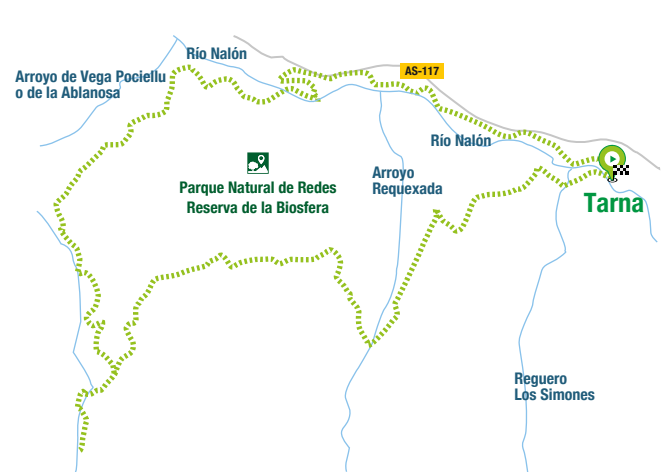 Río Nalón
Arroyo de Vega Pociellu
o de la Ablanosa
AS-117
Río Nalón
Arroyo
Requexada
Parque Natural de Redes
Reserva de la Biosfera
Tarna
Reguero
Los Simones